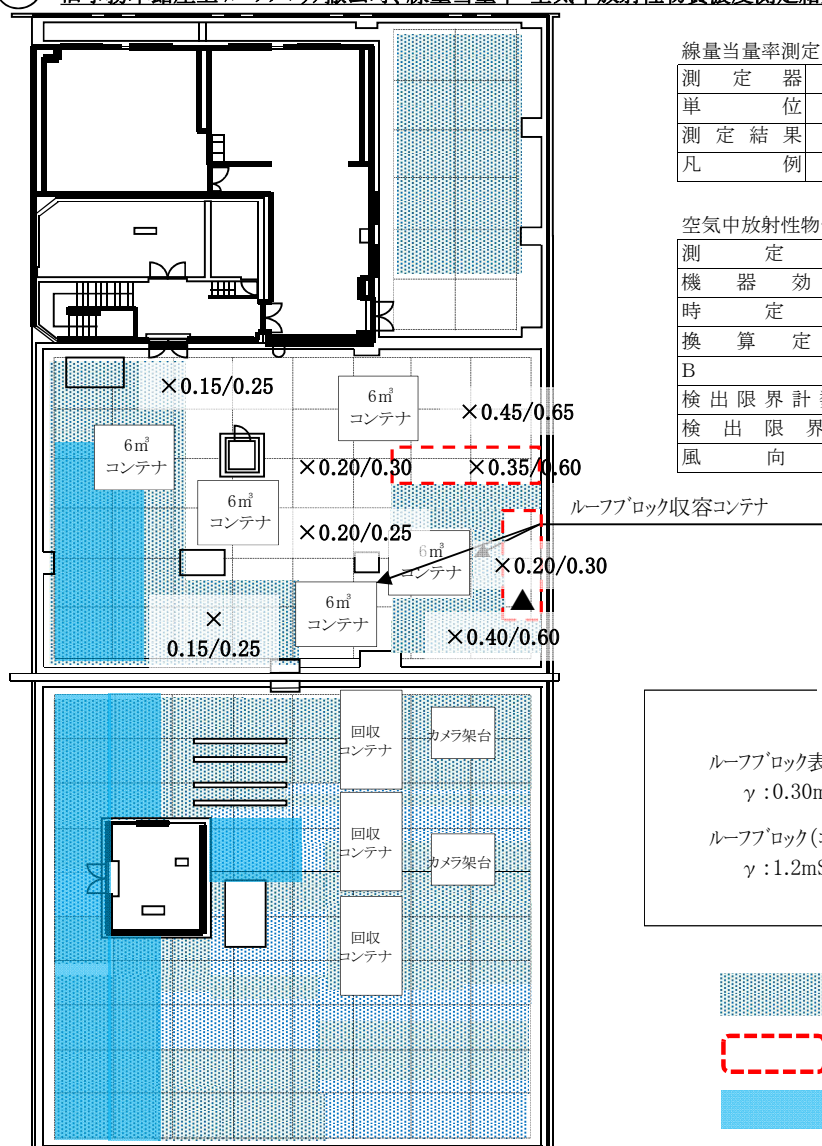 線量当量率測定
測定器
単位
測定結果
凡例
空気中放射性物
測定
機器効
時定
換算定
B
検出限界計
検出限界
風向
×0.15/0.25
6㎥
コンテナ
×0.45/0.65
6㎥
コンテナ
×0.20/0.30
×0.35/0.60
6㎥
コンテナ
ルーフブロック収容コンテナ
×0.20/0.25
6㎥
コンテナ
×0.20/0.30
6㎥
コンテナ
×
0.15/0.25
×0.40/0.60
回収
コンテナ
カメラ架台
ルーフブロック表
γ:0.30m
回収
コンテナ
カメラ架台
ルーフブロック(
γ:1.2mS
回収
コンテナ